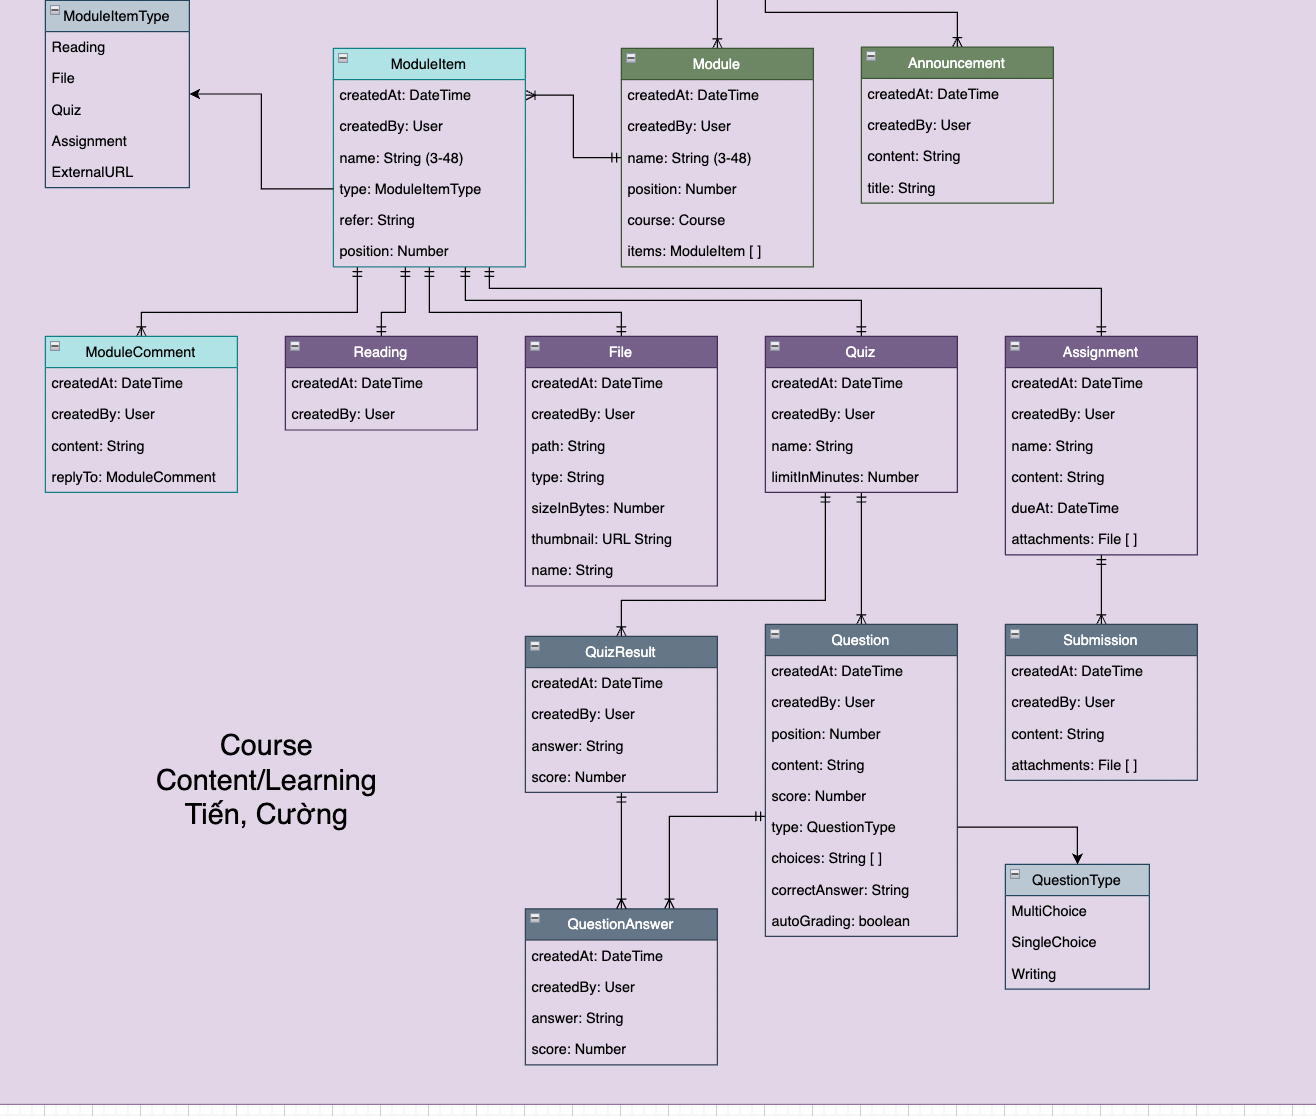 ModuleItemType
Reading
File
Quiz
Assignment
ExternalURL
ModuleItem
createdAt: DateTime
createdBy: User
name: String (3-48)
type: ModuleItemType
refer: String
position: Number
Module
createdAt: DateTime
createdBy: User
name: String (3-48)
position: Number
course: Course
items: ModuleItem [ ]
Announcement
createdAt: DateTime
createdBy: User
content: String
title: String
ModuleComment
createdAt: DateTime
createdBy: User
content: String
replyTo: ModuleComment
Reading
createdAt: DateTime
createdBy: User
File
createdAt: DateTime
createdBy: User
path: String
type: String
sizeInBytes: Number
thumbnail: URL String
name: String
Quiz
createdAt: DateTime
createdBy: User
name: String
limitInMinutes: Number
Assignment
createdAt: DateTime
createdBy: User
name: String
content: String
dueAt: DateTime
attachments: File [ ]
QuizResult
createdAt: DateTime
createdBy: User
answer: String
score: Number
Question
createdAt: DateTime
createdBy: User
position: Number
content: String
score: Number
type: QuestionType
choices: String [ ]
correctAnswer: String
autoGrading: boolean
Submission
createdAt: DateTime
createdBy: User
content: String
attachments: File [ ]
Course
Content/Learning
Tiến, Cường
QuestionType
MultiChoice
SingleChoice
Writing
QuestionAnswer
createdAt: DateTime
createdBy: User
answer: String
score: Number